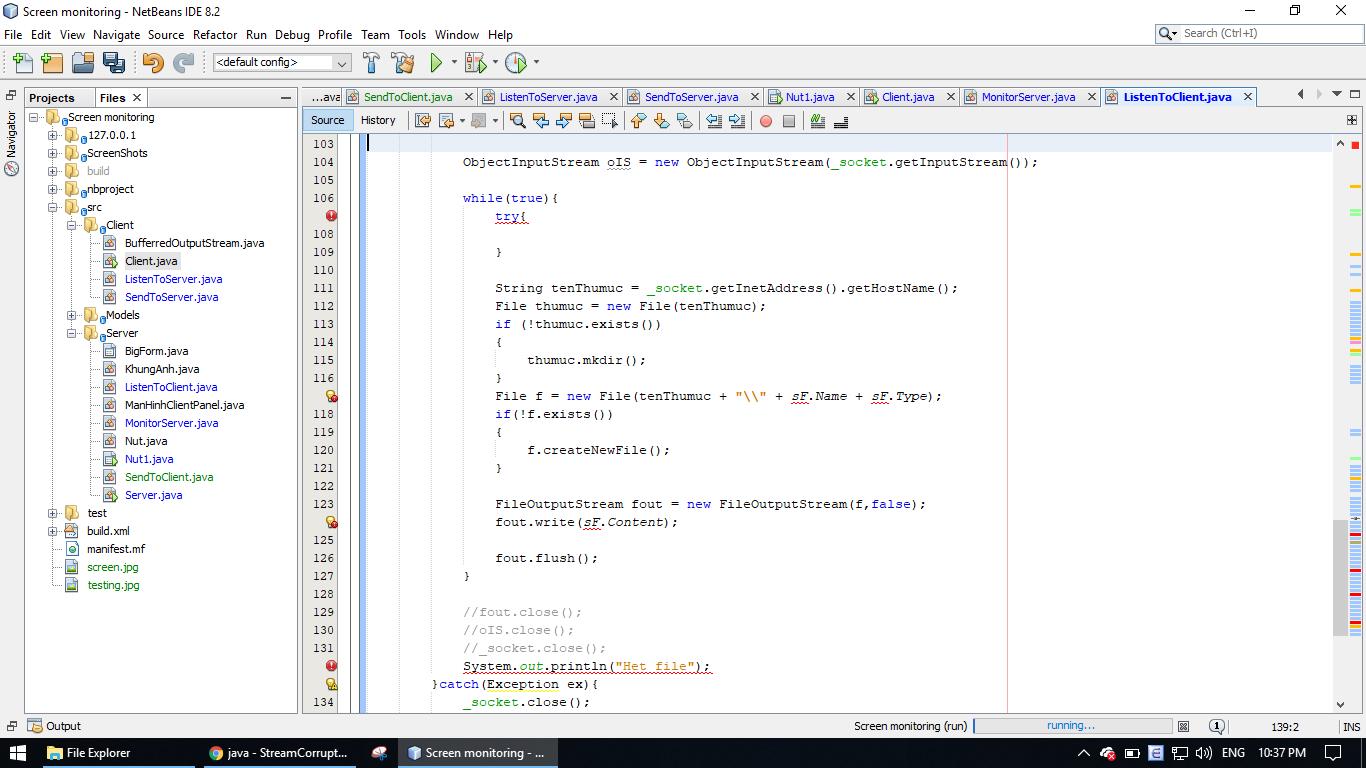 Screen monitoring - NetBeans IDE 8.2
File Edit View Navigate Source Refactor Run Debug Profile Team Tools Window Help
Search (Ctrl+I)
<default config>
Projects Files
Navigator
...ava SendToClient.java ListenToServer.java SendToServer.java Nut1.java Client.java MonitorServer.java ListenToClient.java
Source History
Screen monitoring
127.0.0.1
ScreenShots
build
nbproject
src
Client
BufferredOutputStream.java
Client.java
ListenToServer.java
SendToServer.java
Models
Server
BigForm.java
KhungAnh.java
ListenToClient.java
ManHinhClientPanel.java
MonitorServer.java
Nut.java
Nut1.java
SendToClient.java
Server.java
test
build.xml
manifest.mf
screen.jpg
testing.jpg
103
104 ObjectInputStream oIS = new ObjectInputStream(_socket.getInputStream());
105
106 while(true){
try{
108
109 }
110
111 String tenThumuc = _socket.getInetAddress().getHostName();
112 File thumuc = new File(tenThumuc);
113 if (!thumuc.exists())
114 {
115 thumuc.mkdir();
116 }
File f = new File(tenThumuc + "\\" + sF.Name + sF.Type);
118 if(!f.exists())
119 {
120 f.createNewFile();
121 }
122
123 FileOutputStream fout = new FileOutputStream(f,false);
fout.write(sF.Content);
125
126 fout.flush();
127 }
128
129 //fout.close();
130 //oIS.close();
131 //_socket.close();
System.out.println("Het file");
}catch(Exception ex){
134 _socket.close();
Output
Screen monitoring (run) running... 1 139:2 INS
File Explorer java - StreamCorrupt... Screen monitoring - ... ENG 10:37 PM